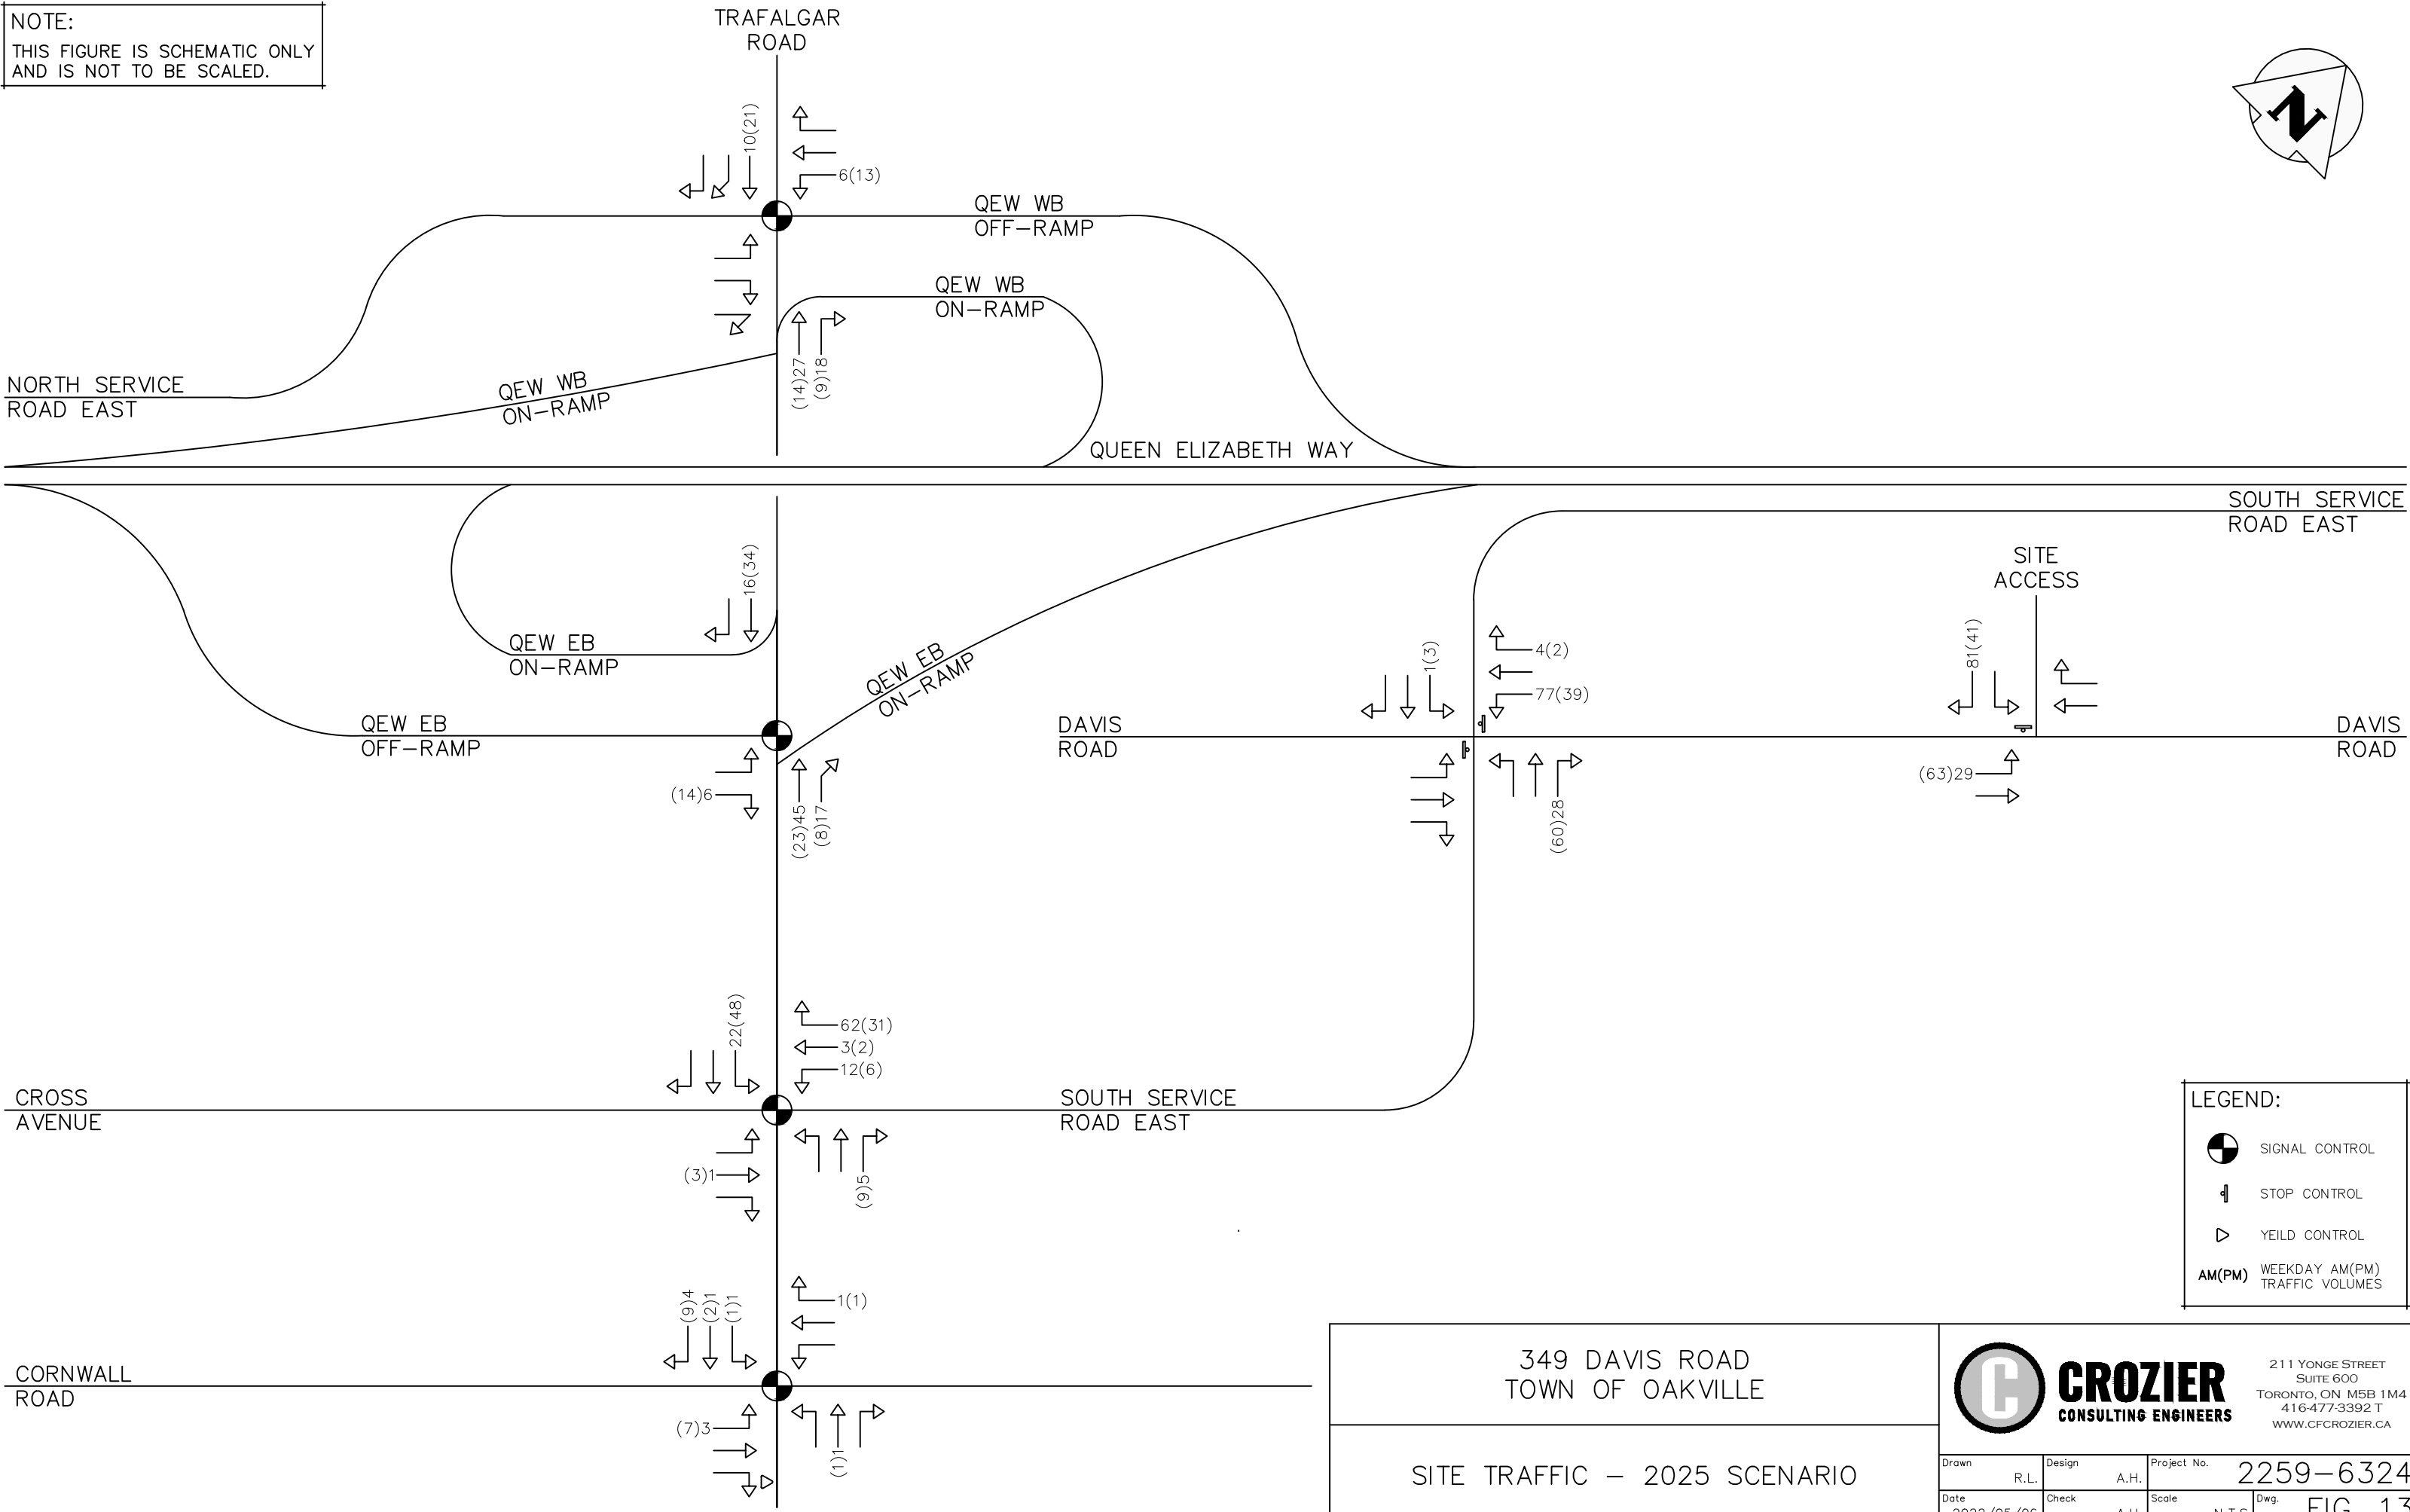 NOTE:
THIS FIGURE IS SCHEMATIC ONLY
AND IS NOT TO BE SCALED.
TRAFALGAR
ROAD
N
10(21)
6(13)
QEW WB
OFF-RAMP
QEW WB
ON-RAMP
(14)27
(9)18
NORTH SERVICE
ROAD EAST
QEW WB
ON-RAMP
QUEEN ELIZABETH WAY
SOUTH SERVICE
ROAD EAST
SITE
ACCESS
16(34)
QEW EB
ON-RAMP
QEW EB
ON-RAMP
1(3)
4(2)
77(39)
81(41)
QEW EB
OFF-RAMP
DAVIS
ROAD
DAVIS
ROAD
(14)6
(23)45
(8)17
(60)28
(63)29
22(48)
62(31)
3(2)
12(6)
CROSS
AVENUE
SOUTH SERVICE
ROAD EAST
(3)1
(9)5
(9)4
(2)1
(1)1
1(1)
CORNWALL
ROAD
(7)3
(1)1
LEGEND:
SIGNAL CONTROL
STOP CONTROL
YEILD CONTROL
AM(PM) WEEKDAY AM(PM)
TRAFFIC VOLUMES
349 DAVIS ROAD
TOWN OF OAKVILLE
SITE TRAFFIC - 2025 SCENARIO
C
CROZIER
CONSULTING ENGINEERS
211 YONGE STREET
SUITE 600
TORONTO, ON M5B 1M4
416-477-3392 T
WWW.CFCROZIER.CA
Drawn R.L.
Design A.H.
Project No. 2259-6324
Date
Check
Scale
Dwg. FIG. 13